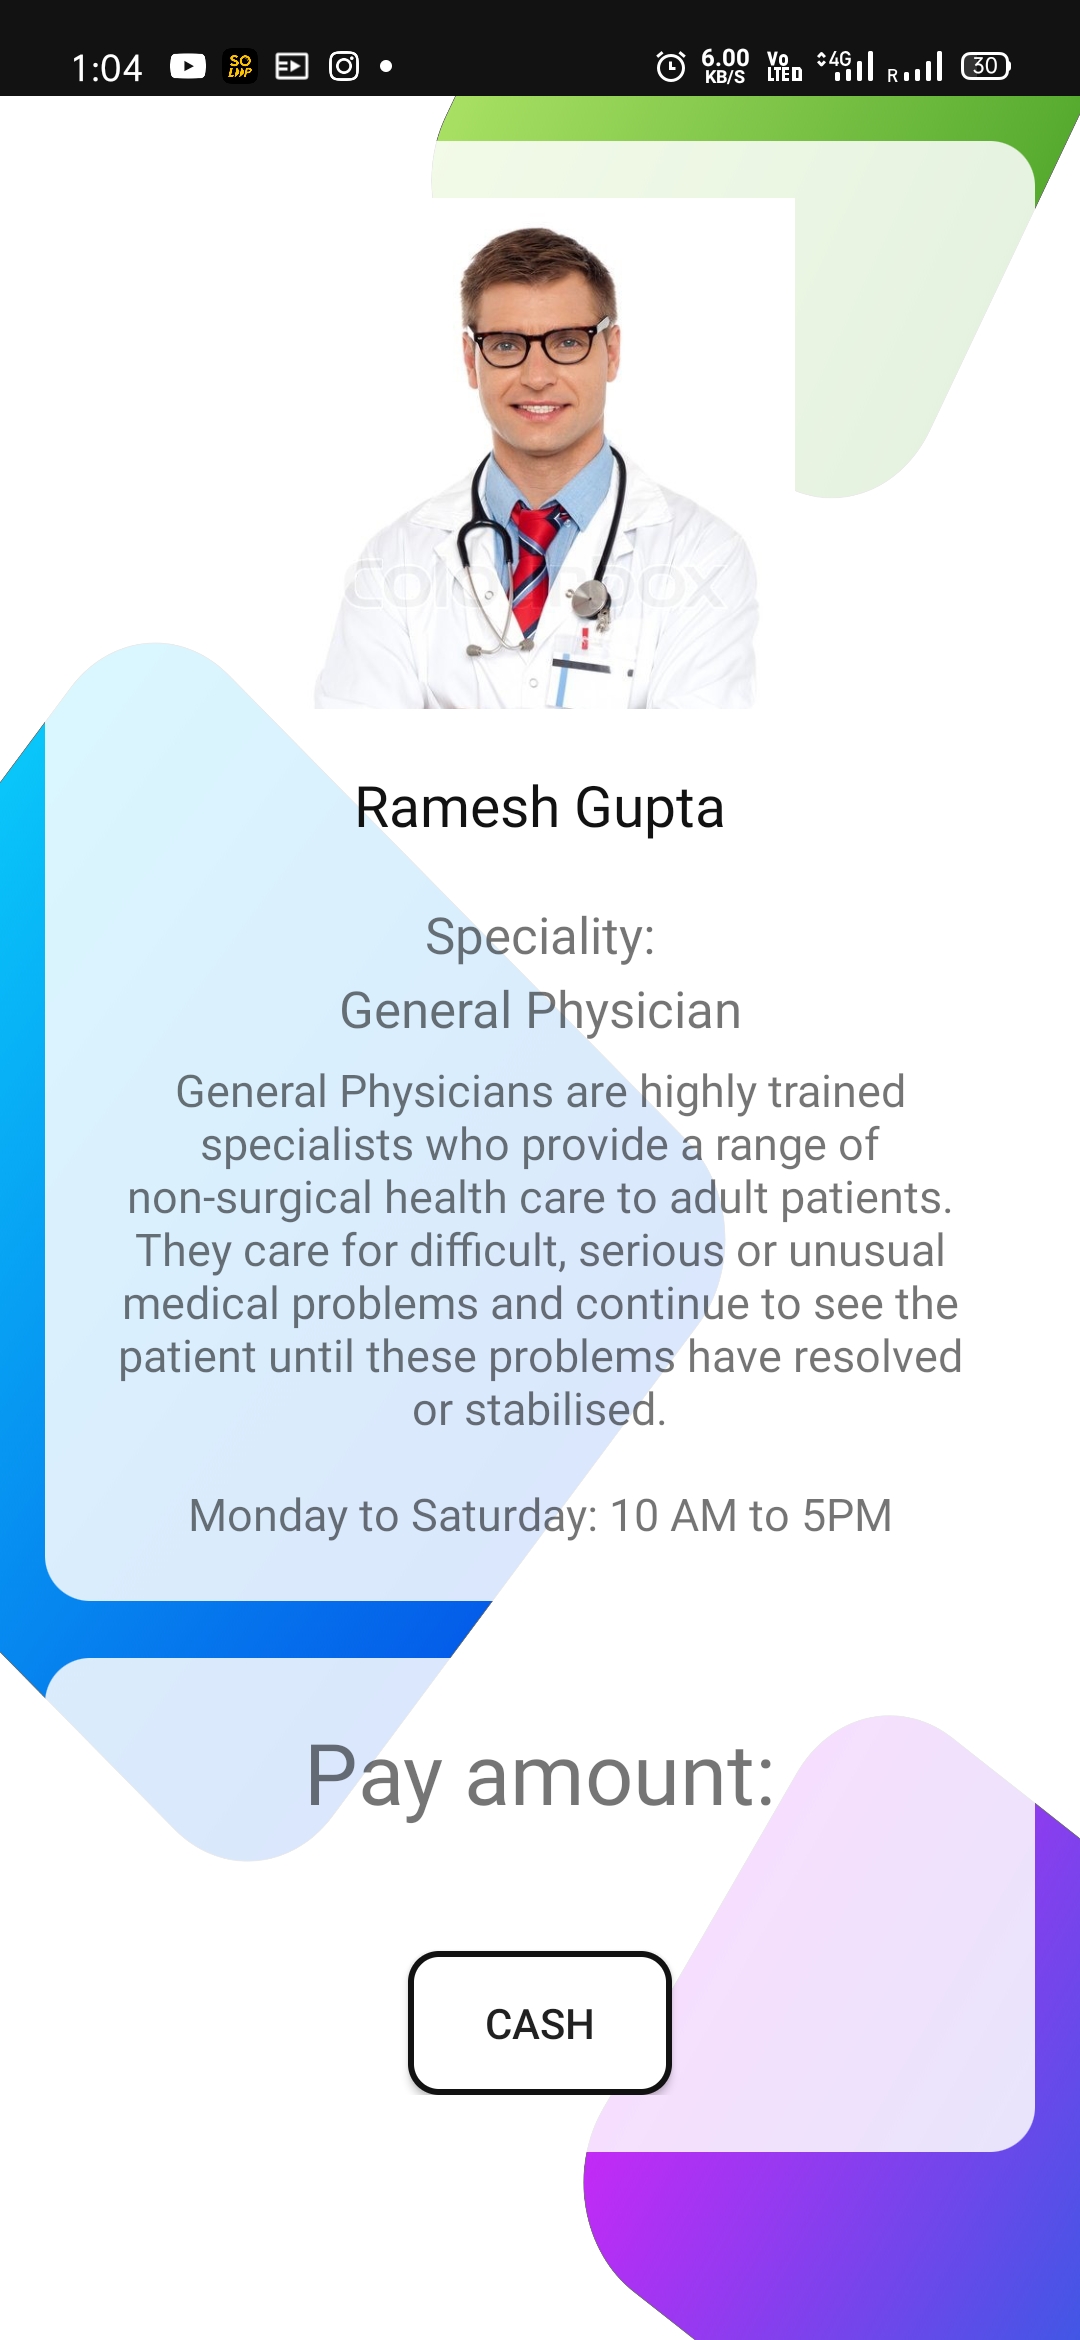 1:04
SO
LMP
6.00
KB/S
Vo
LTE
4G
R
30
Colourbox
Ramesh Gupta
Speciality:
General Physician
General Physicians are highly trained
specialists who provide a range of
non-surgical health care to adult patients.
They care for difficult, serious or unusual
medical problems and continue to see the
patient until these problems have resolved
or stabilised.
Monday to Saturday: 10 AM to 5PM
Pay amount:
CASH